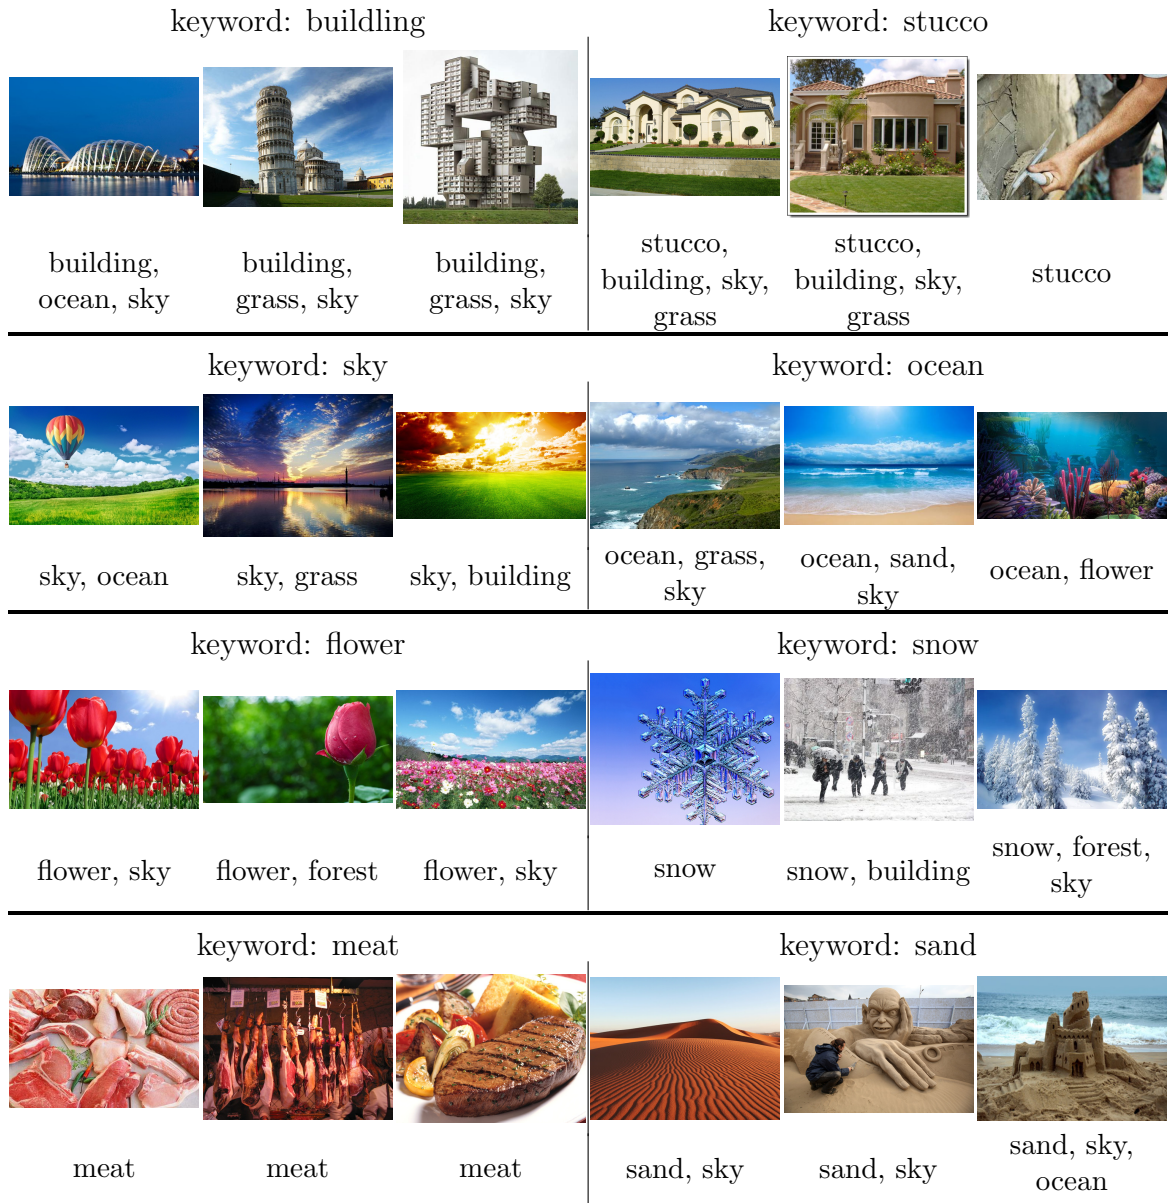 keyword: buildling
building,
ocean, sky
building,
grass, sky
building,
grass, sky
keyword: stucco
stucco,
building, sky,
grass
stucco,
building, sky,
grass
stucco
keyword: sky
sky, ocean
sky, grass
sky, building
keyword: ocean
ocean, grass,
sky
ocean, sand,
sky
ocean, flower
keyword: flower
flower, sky
flower, forest
flower, sky
keyword: snow
snow
snow, building
snow, forest,
sky
keyword: meat
meat
meat
meat
keyword: sand
sand, sky
sand, sky
sand, sky,
ocean